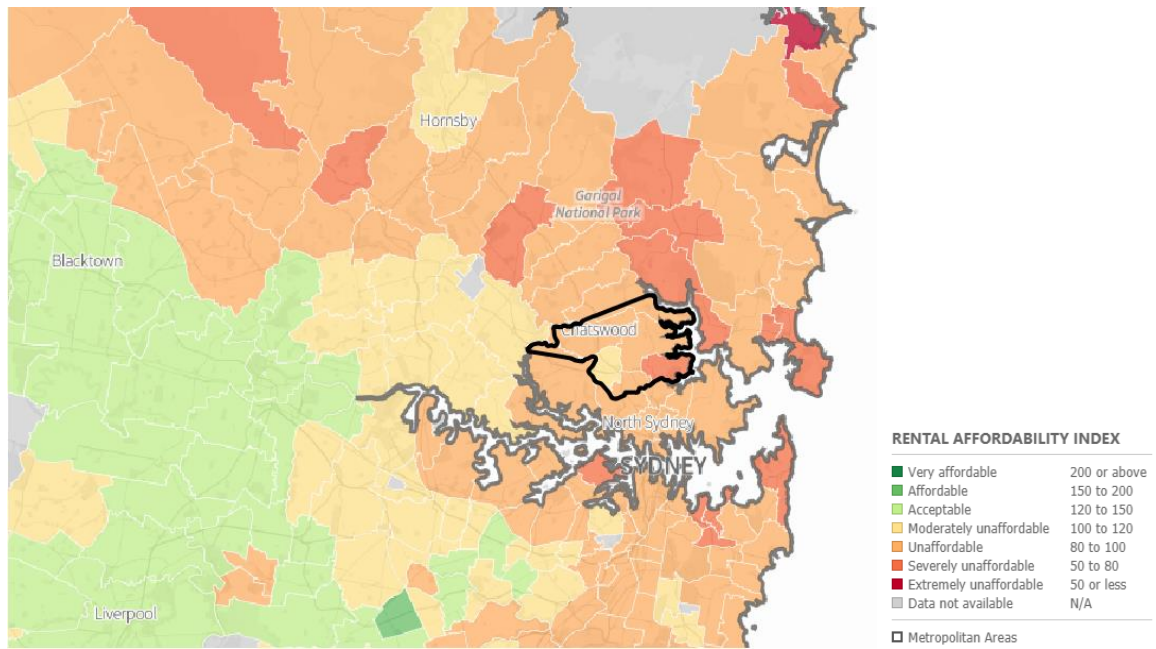 Hornsby
Garigal
National Park
Blacktown
Chatswood
North Sydney
SYDNEY
Liverpool
RENTAL AFFORDABILITY INDEX
Very affordable 200 or above
Affordable 150 to 200
Acceptable 120 to 150
Moderately unaffordable 100 to 120
Unaffordable 80 to 100
Severely unaffordable 50 to 80
Extremely unaffordable 50 or less
Data not available N/A
Metropolitan Areas